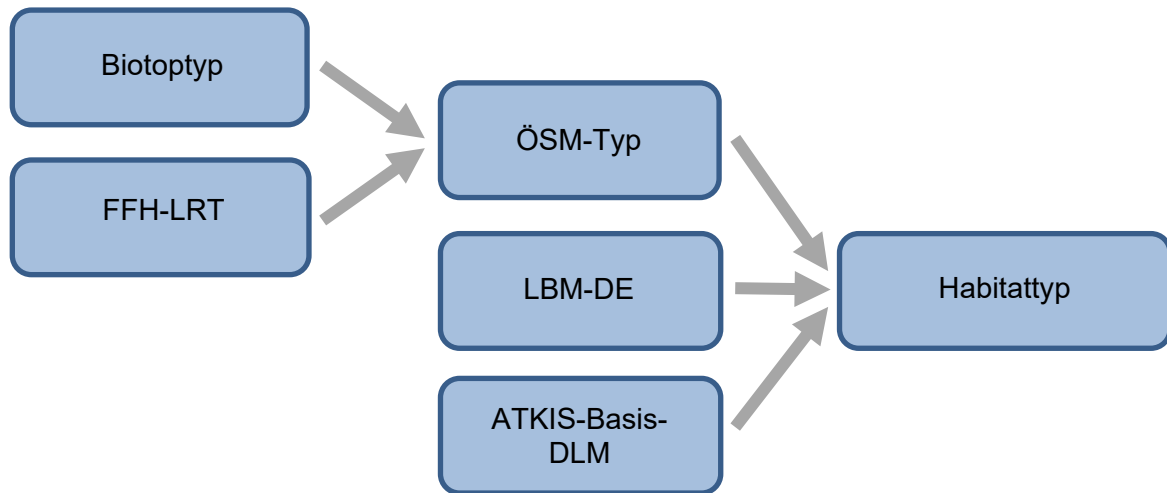 Biotoptyp
FFH-LRT
ÖSM-Typ
LBM-DE
ATKIS-Basis-
DLM
Habitattyp